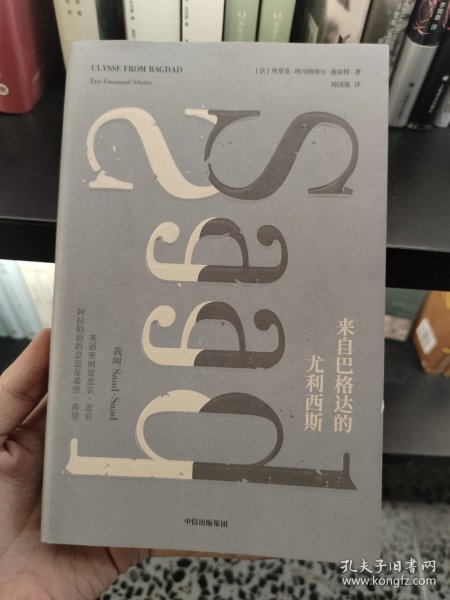 ULYSSE FROM BAGDAD
Eric-Emmanuel Schmitt
[法] 埃里克·埃马纽埃尔·施米特 著
周国强 译
Saad
来自巴格达的
尤利西斯
我叫 Saad·Saad
英语里则是悲哀·悲哀
阿拉伯语的意思是希望·希望
中信出版集团
孔夫子旧书网
www.kongfz.com